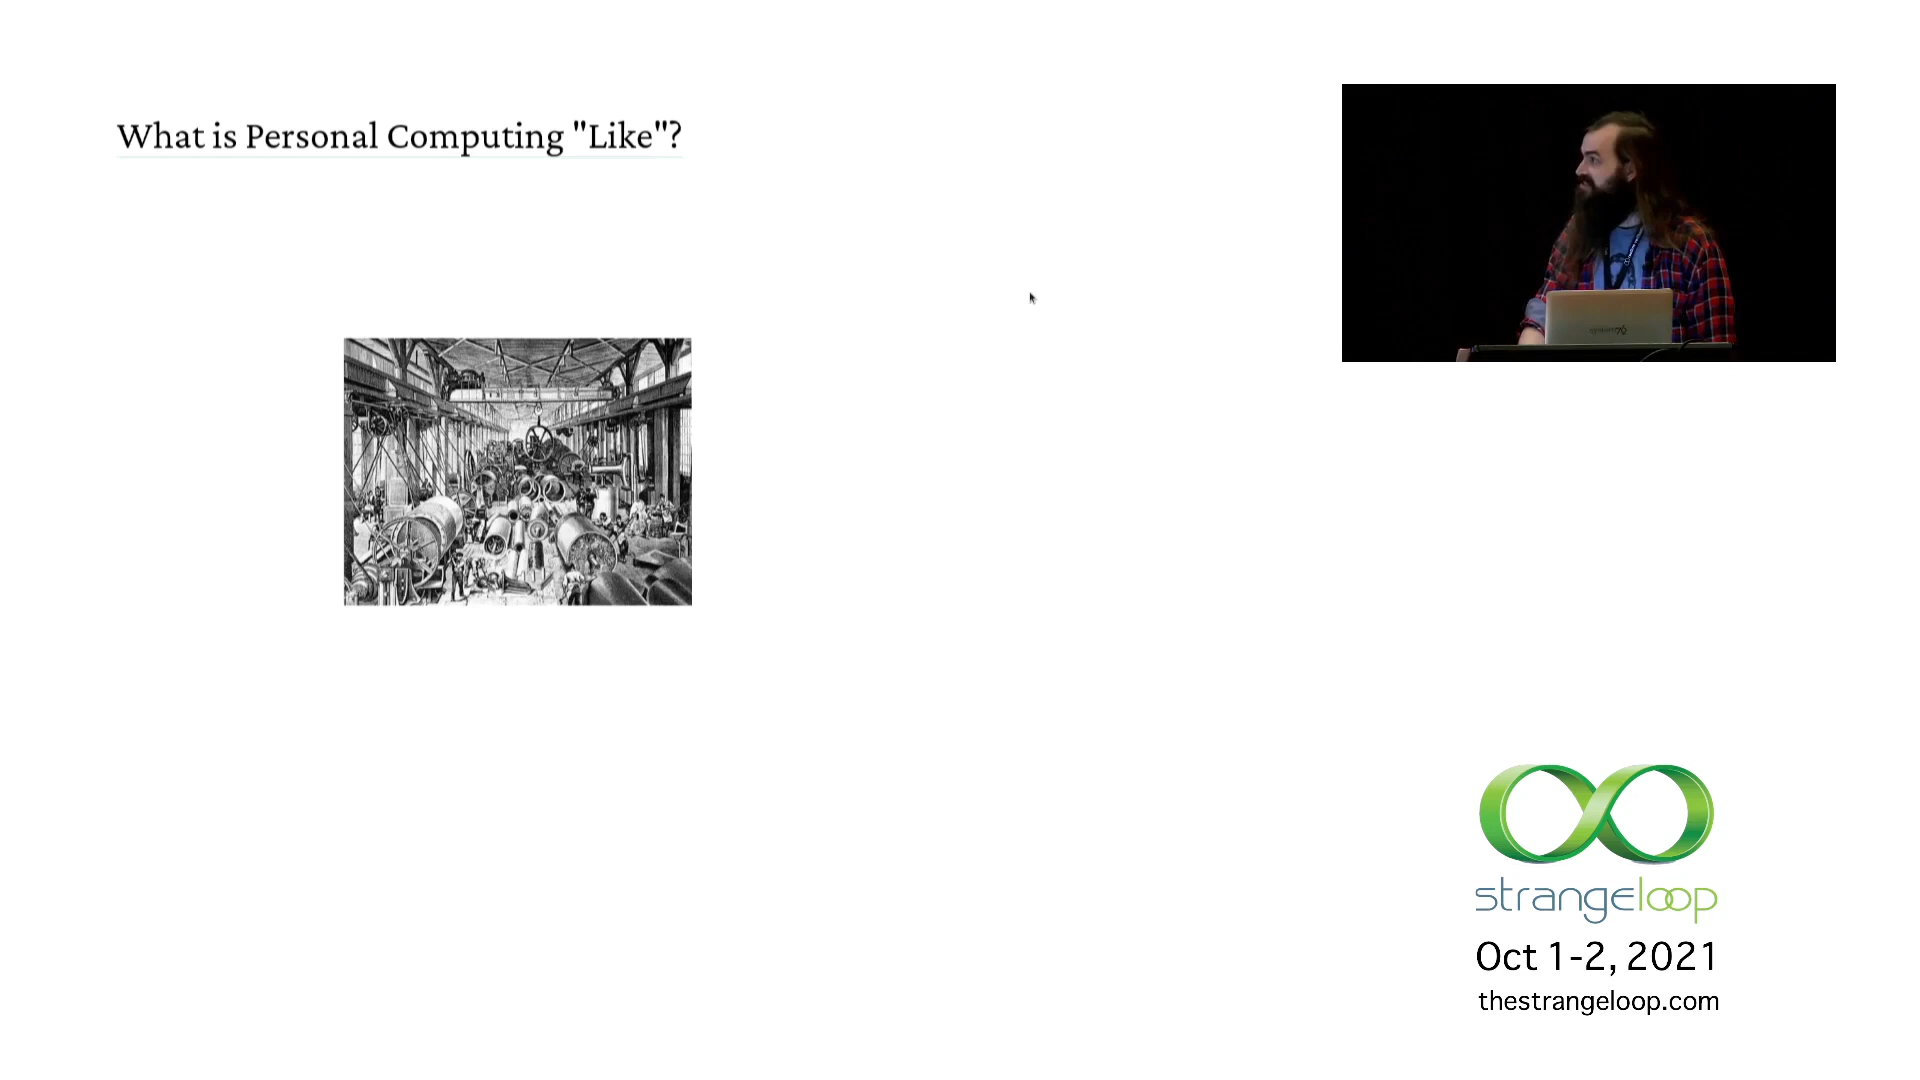 What is Personal Computing "Like"?
strangeloop
Oct 1-2, 2021
thestrangeloop.com